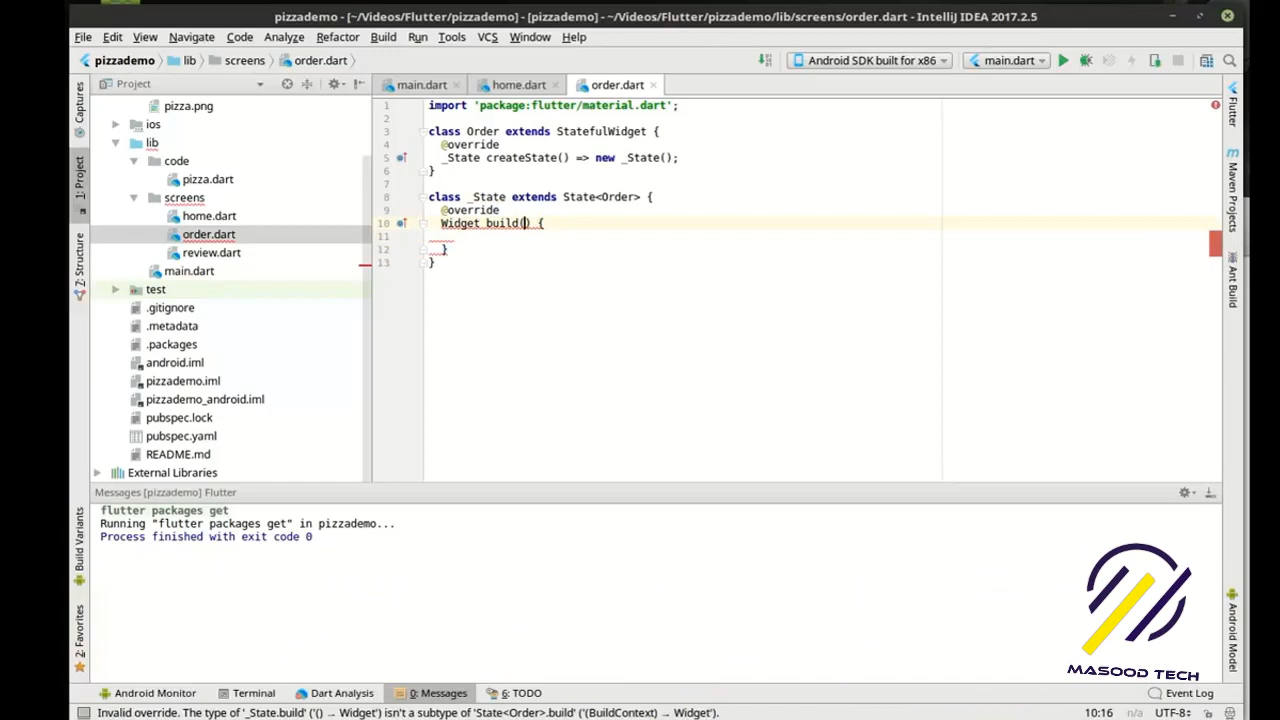 pizzademo - [~/Videos/Flutter/pizzademo] - [pizzademo] - ~/Videos/Flutter/pizzademo/lib/screens/order.dart - IntelliJ IDEA 2017.2.5
File Edit View Navigate Code Analyze Refactor Build Run Tools VCS Window Help
pizzademo lib screens order.dart Android SDK built for x86 main.dart
Project main.dart home.dart order.dart
Captures
1: Project
7: Structure
Build Variants
2: Favorites
pizza.png
ios
lib
code
pizza.dart
screens
home.dart
order.dart
review.dart
main.dart
test
.gitignore
.metadata
.packages
android.iml
pizzademo.iml
pizzademo_android.iml
pubspec.lock
pubspec.yaml
README.md
External Libraries
1 import 'package:flutter/material.dart';
2
3 class Order extends StatefulWidget {
4 @override
5 _State createState() => new _State();
6 }
7
8 class _State extends State<Order> {
9 @override
10 Widget build() {
11
12 }
13 }
Flutter
Maven Projects
Ant Build
Android Model
Messages [pizzademo] Flutter
flutter packages get
Running "flutter packages get" in pizzademo...
Process finished with exit code 0
MASOOD TECH
Android Monitor Terminal Dart Analysis 0: Messages 6: TODO Event Log
Invalid override. The type of '_State.build' ('() → Widget') isn't a subtype of 'State<Order>.build' ('(BuildContext) → Widget'). 10:16 n/a UTF-8